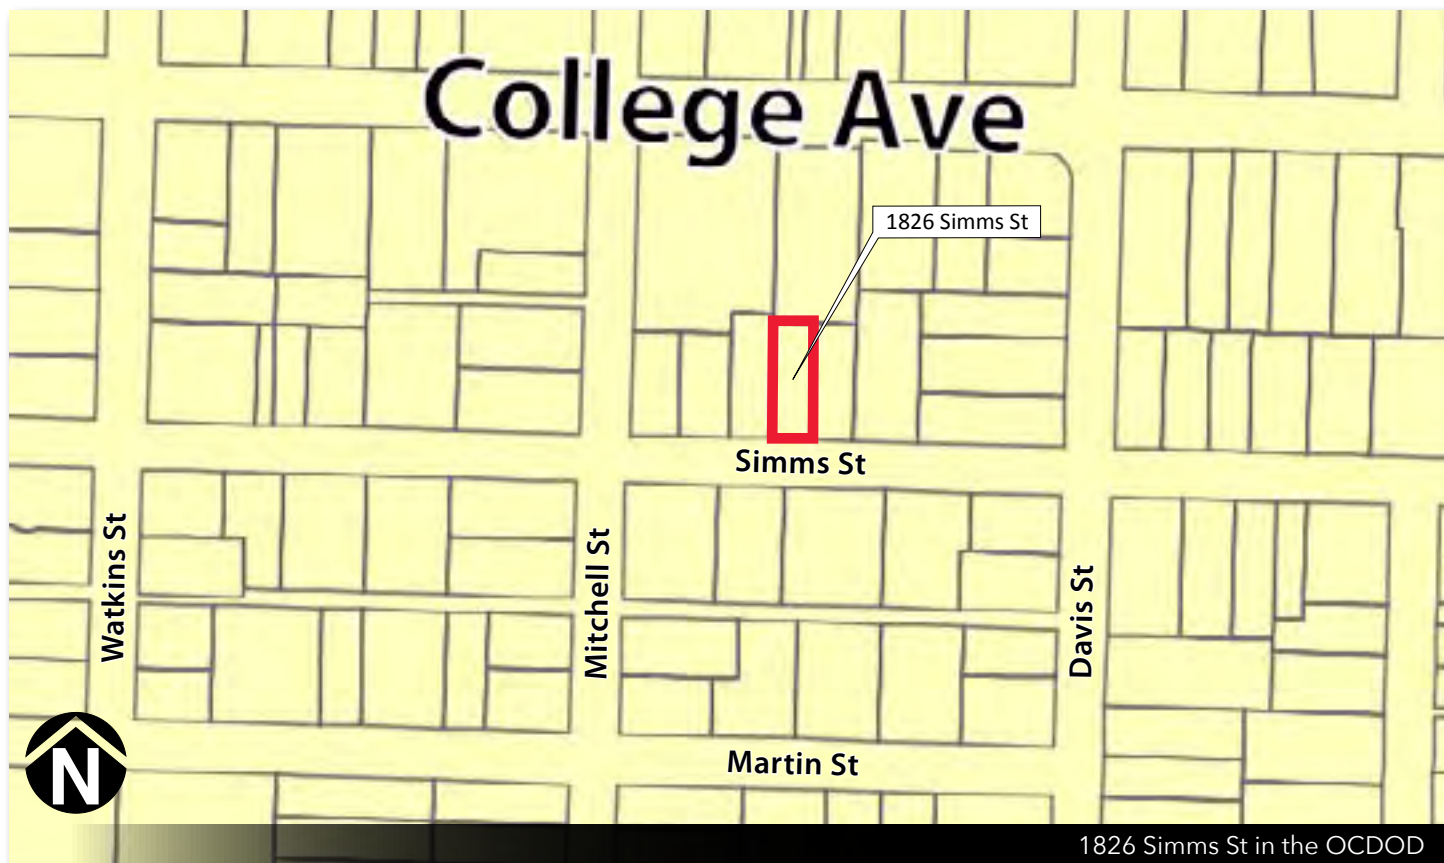 College Ave
1826 Simms St
Simms St
Watkins St
Mitchell St
Davis St
Martin St
N
1826 Simms St in the OCDOD